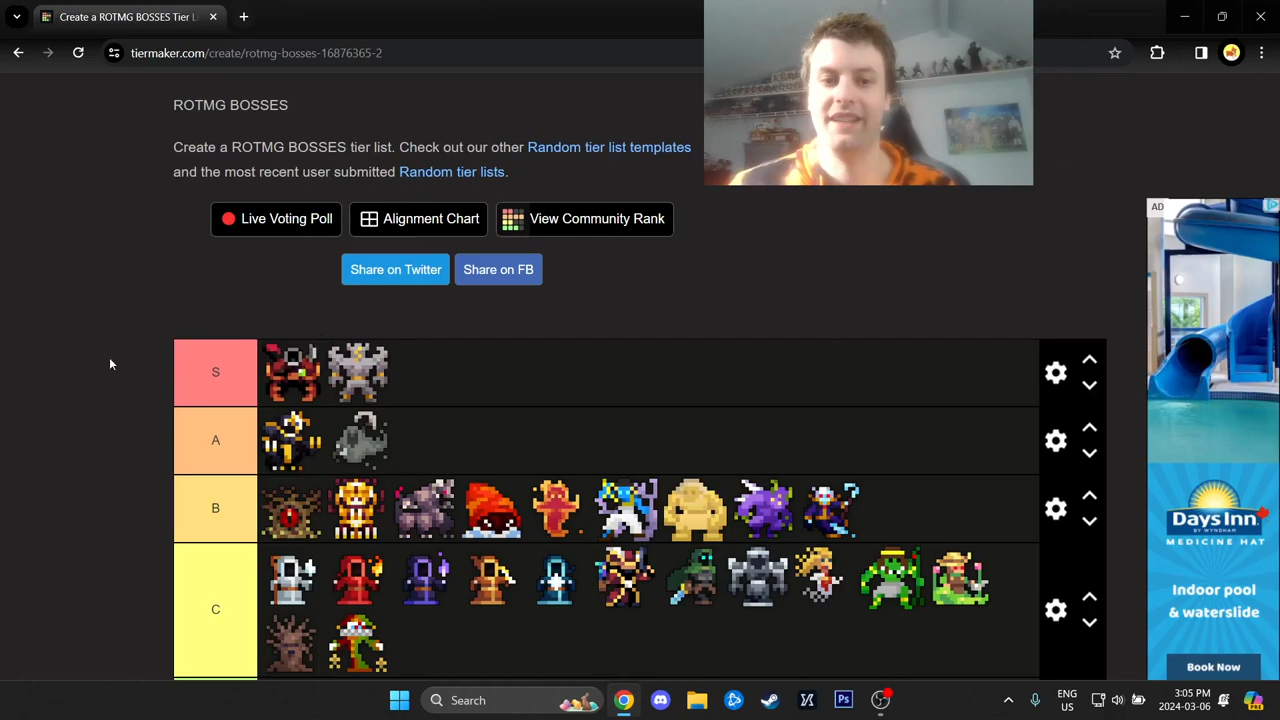 Create a ROTMG BOSSES Tier Li
tiermaker.com/create/rotmg-bosses-16876365-2
ROTMG BOSSES
Create a ROTMG BOSSES tier list. Check out our other Random tier list templates
and the most recent user submitted Random tier lists.
Live Voting Poll
Alignment Chart
View Community Rank
Share on Twitter
Share on FB
AD
S
A
B
C
Days Inn
BY WYNDHAM
MEDICINE HAT
Indoor pool
& waterslide
Book Now
Search
ENG
US
3:05 PM
2024-03-06